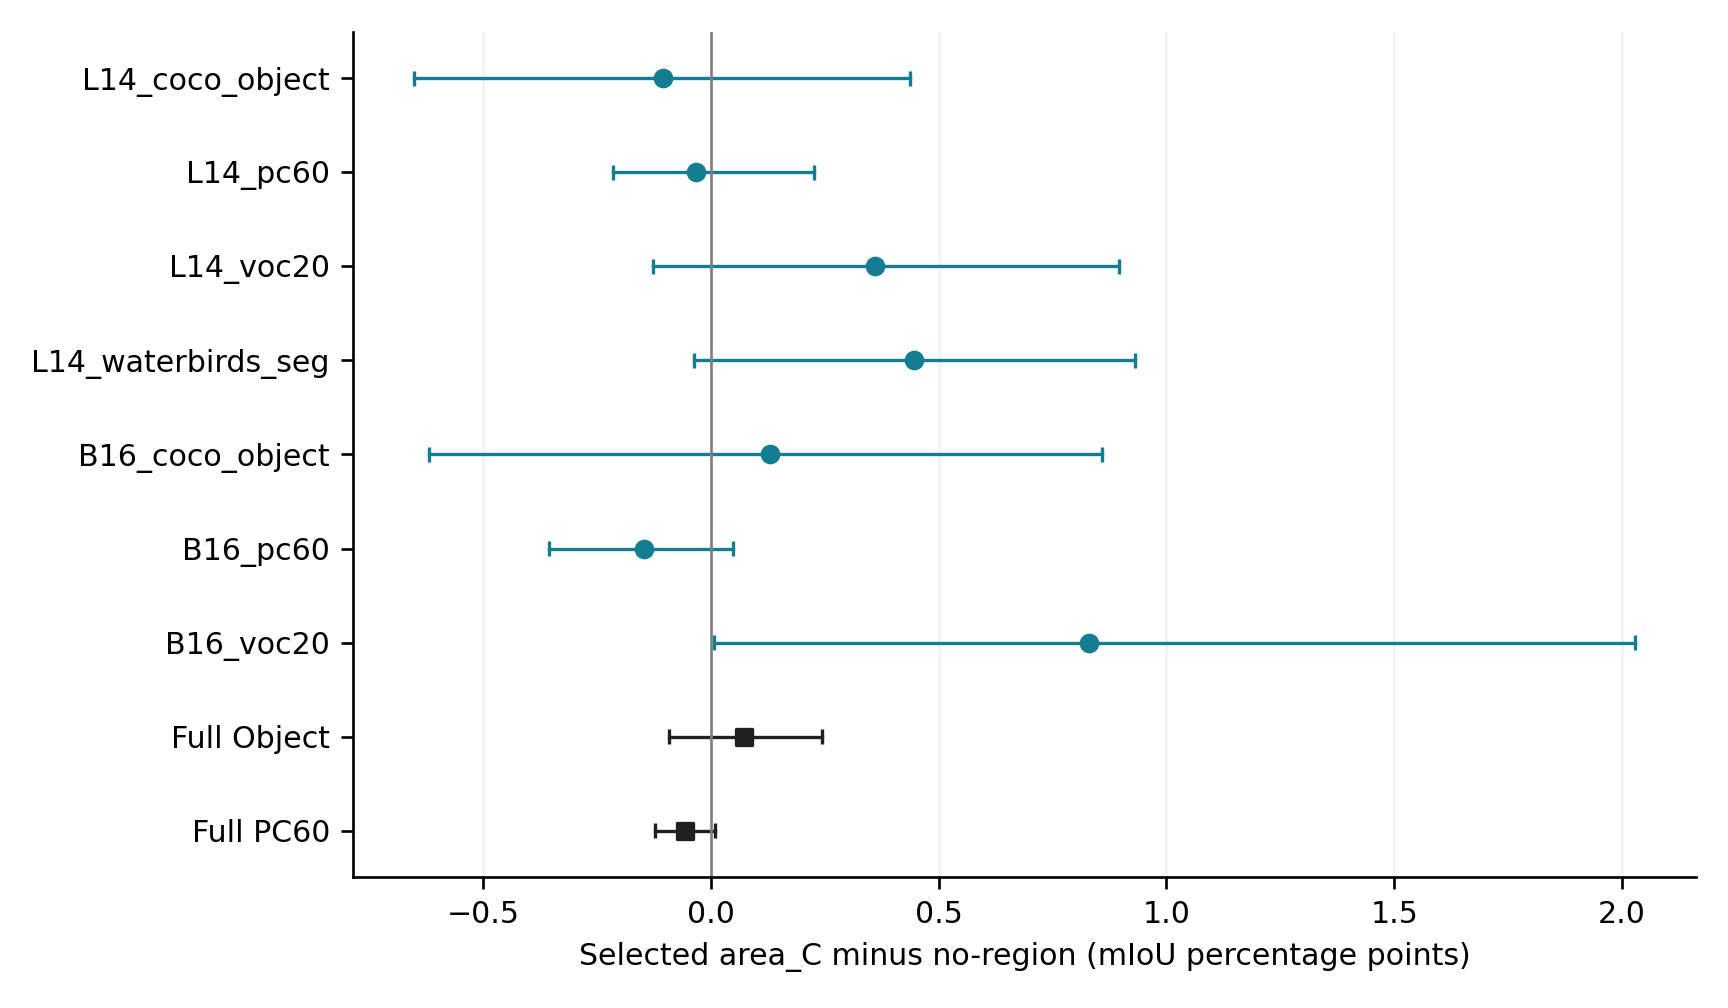 L14_coco_object
L14_pc60
L14_voc20
L14_waterbirds_seg
B16_coco_object
B16_pc60
B16_voc20
Full Object
Full PC60
−0.5 0.0 0.5 1.0 1.5 2.0
Selected area_C minus no-region (mIoU percentage points)